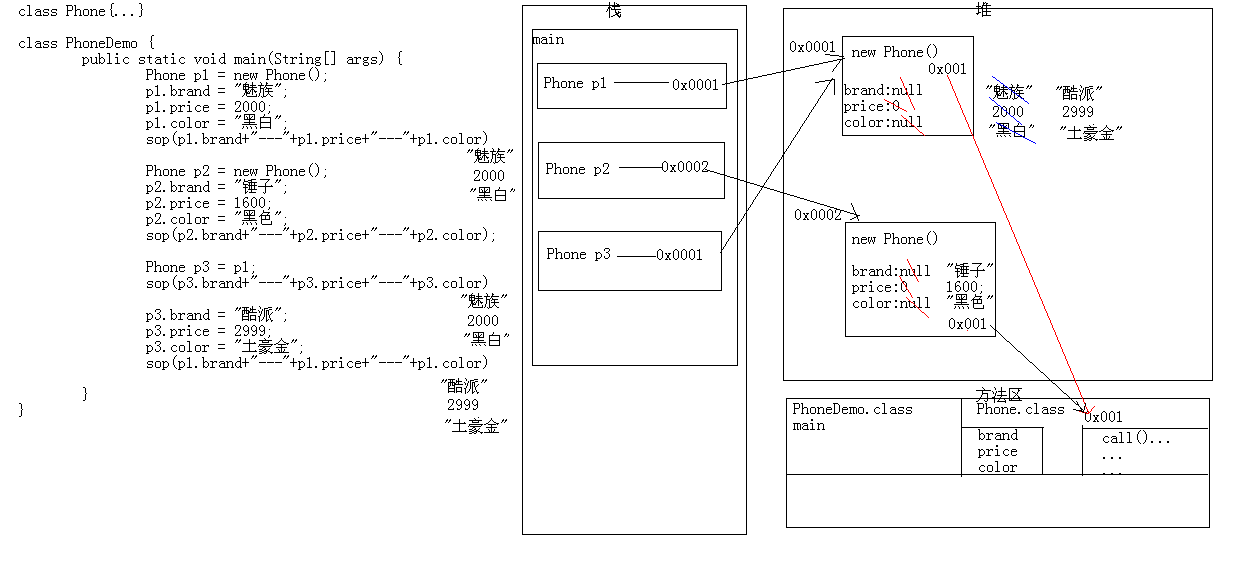 class Phone{...}
class PhoneDemo {
public static void main(String[] args) {
Phone p1 = new Phone();
p1.brand = "魅族";
p1.price = 2000;
p1.color = "黑白";
sop(p1.brand+"---"+p1.price+"---"+p1.color)
"魅族"
2000
"黑白"
Phone p2 = new Phone();
p2.brand = "锤子";
p2.price = 1600;
p2.color = "黑色";
sop(p2.brand+"---"+p2.price+"---"+p2.color);
Phone p3 = p1;
sop(p3.brand+"---"+p3.price+"---"+p3.color)
"魅族"
2000
"黑白"
p3.brand = "酷派";
p3.price = 2999;
p3.color = "土豪金";
sop(p1.brand+"---"+p1.price+"---"+p1.color)
"酷派"
2999
"土豪金"
}
}
栈
main
Phone p1
0x0001
Phone p2
0x0002
Phone p3
0x0001
堆
0x0001
new Phone()
0x001
brand:null
price:0
color:null
"魅族"
2000
"黑白"
"酷派"
2999
"土豪金"
0x0002
new Phone()
brand:null "锤子"
price:0 1600;
color:null "黑色"
0x001
方法区
PhoneDemo.class
main
Phone.class
brand
price
color
0x001
call()...
...
...